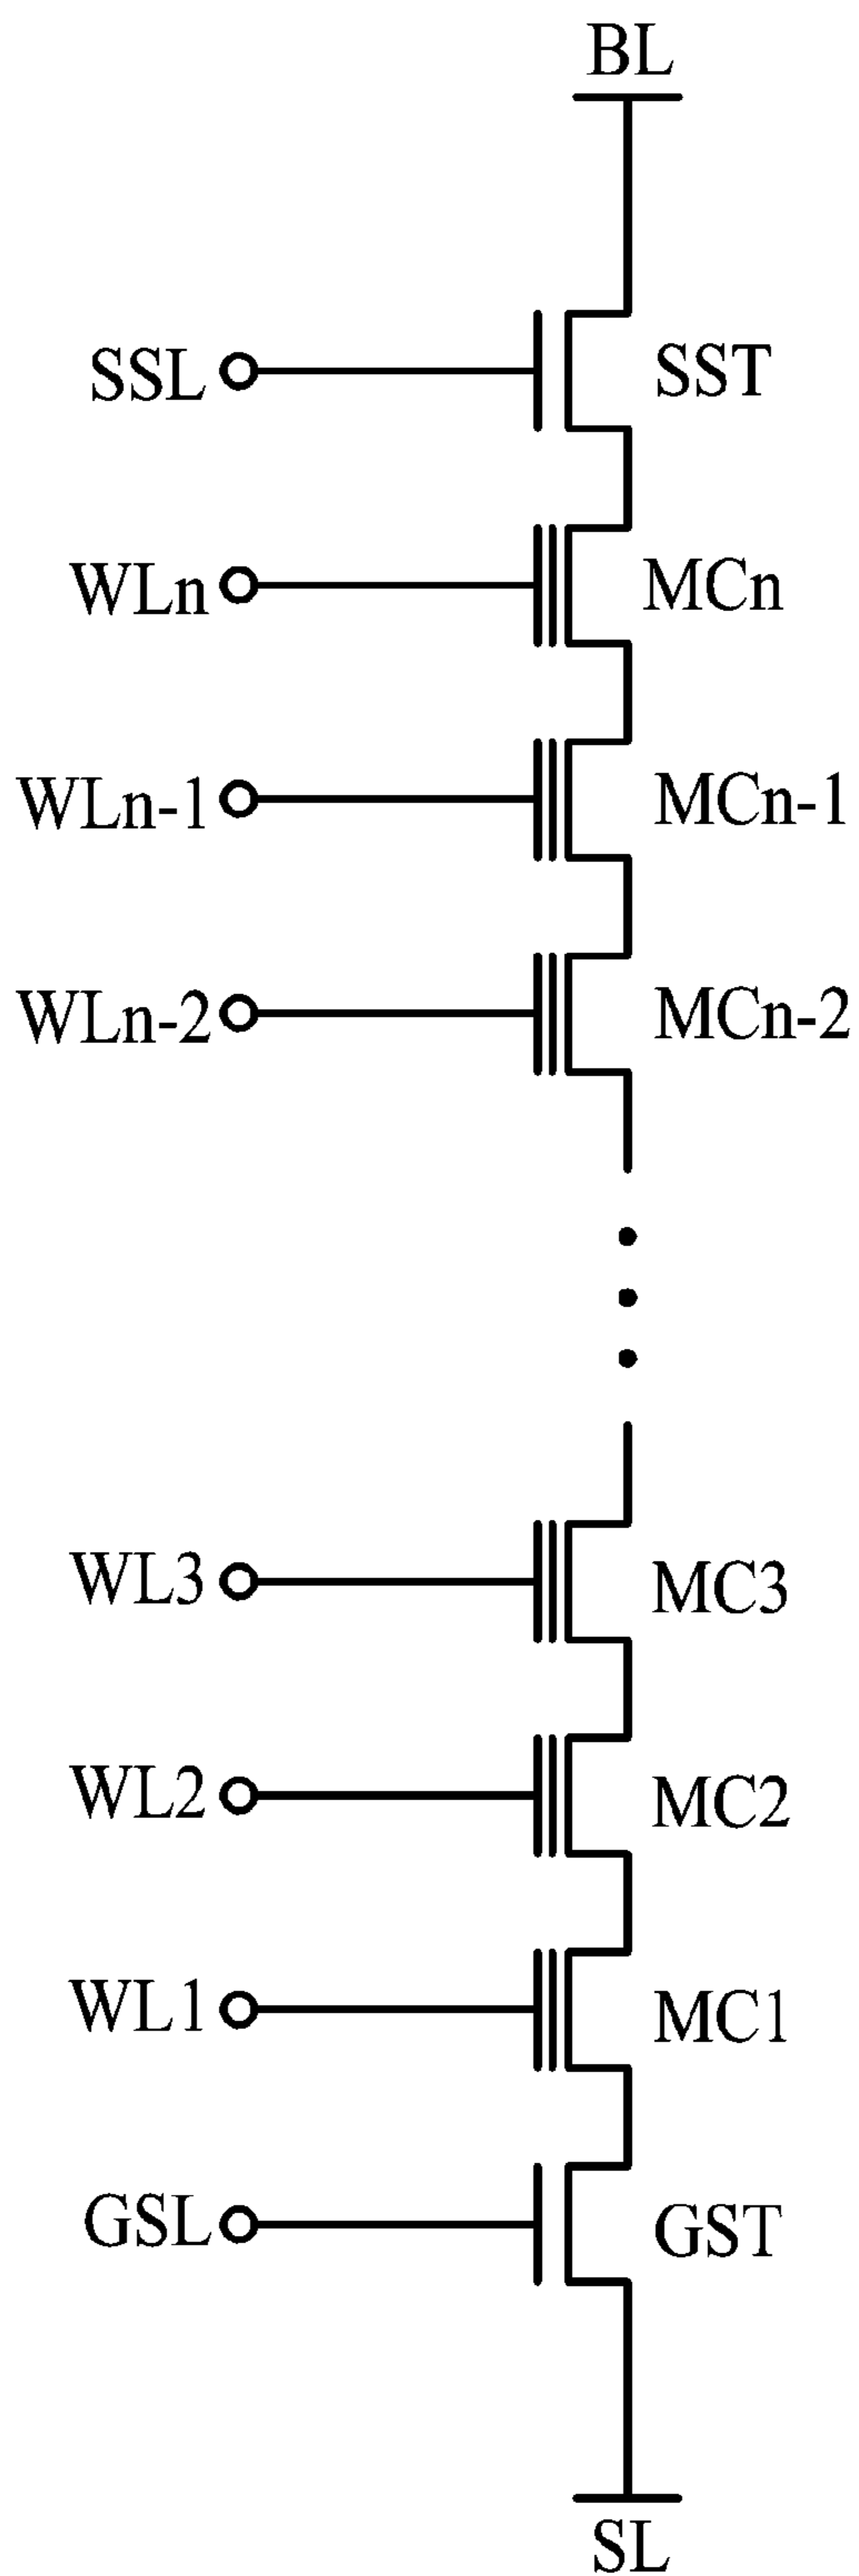 BL
SSL SST
WLn MCn
WLn-1 MCn-1
WLn-2 MCn-2
WL3 MC3
WL2 MC2
WL1 MC1
GSL GST
SL